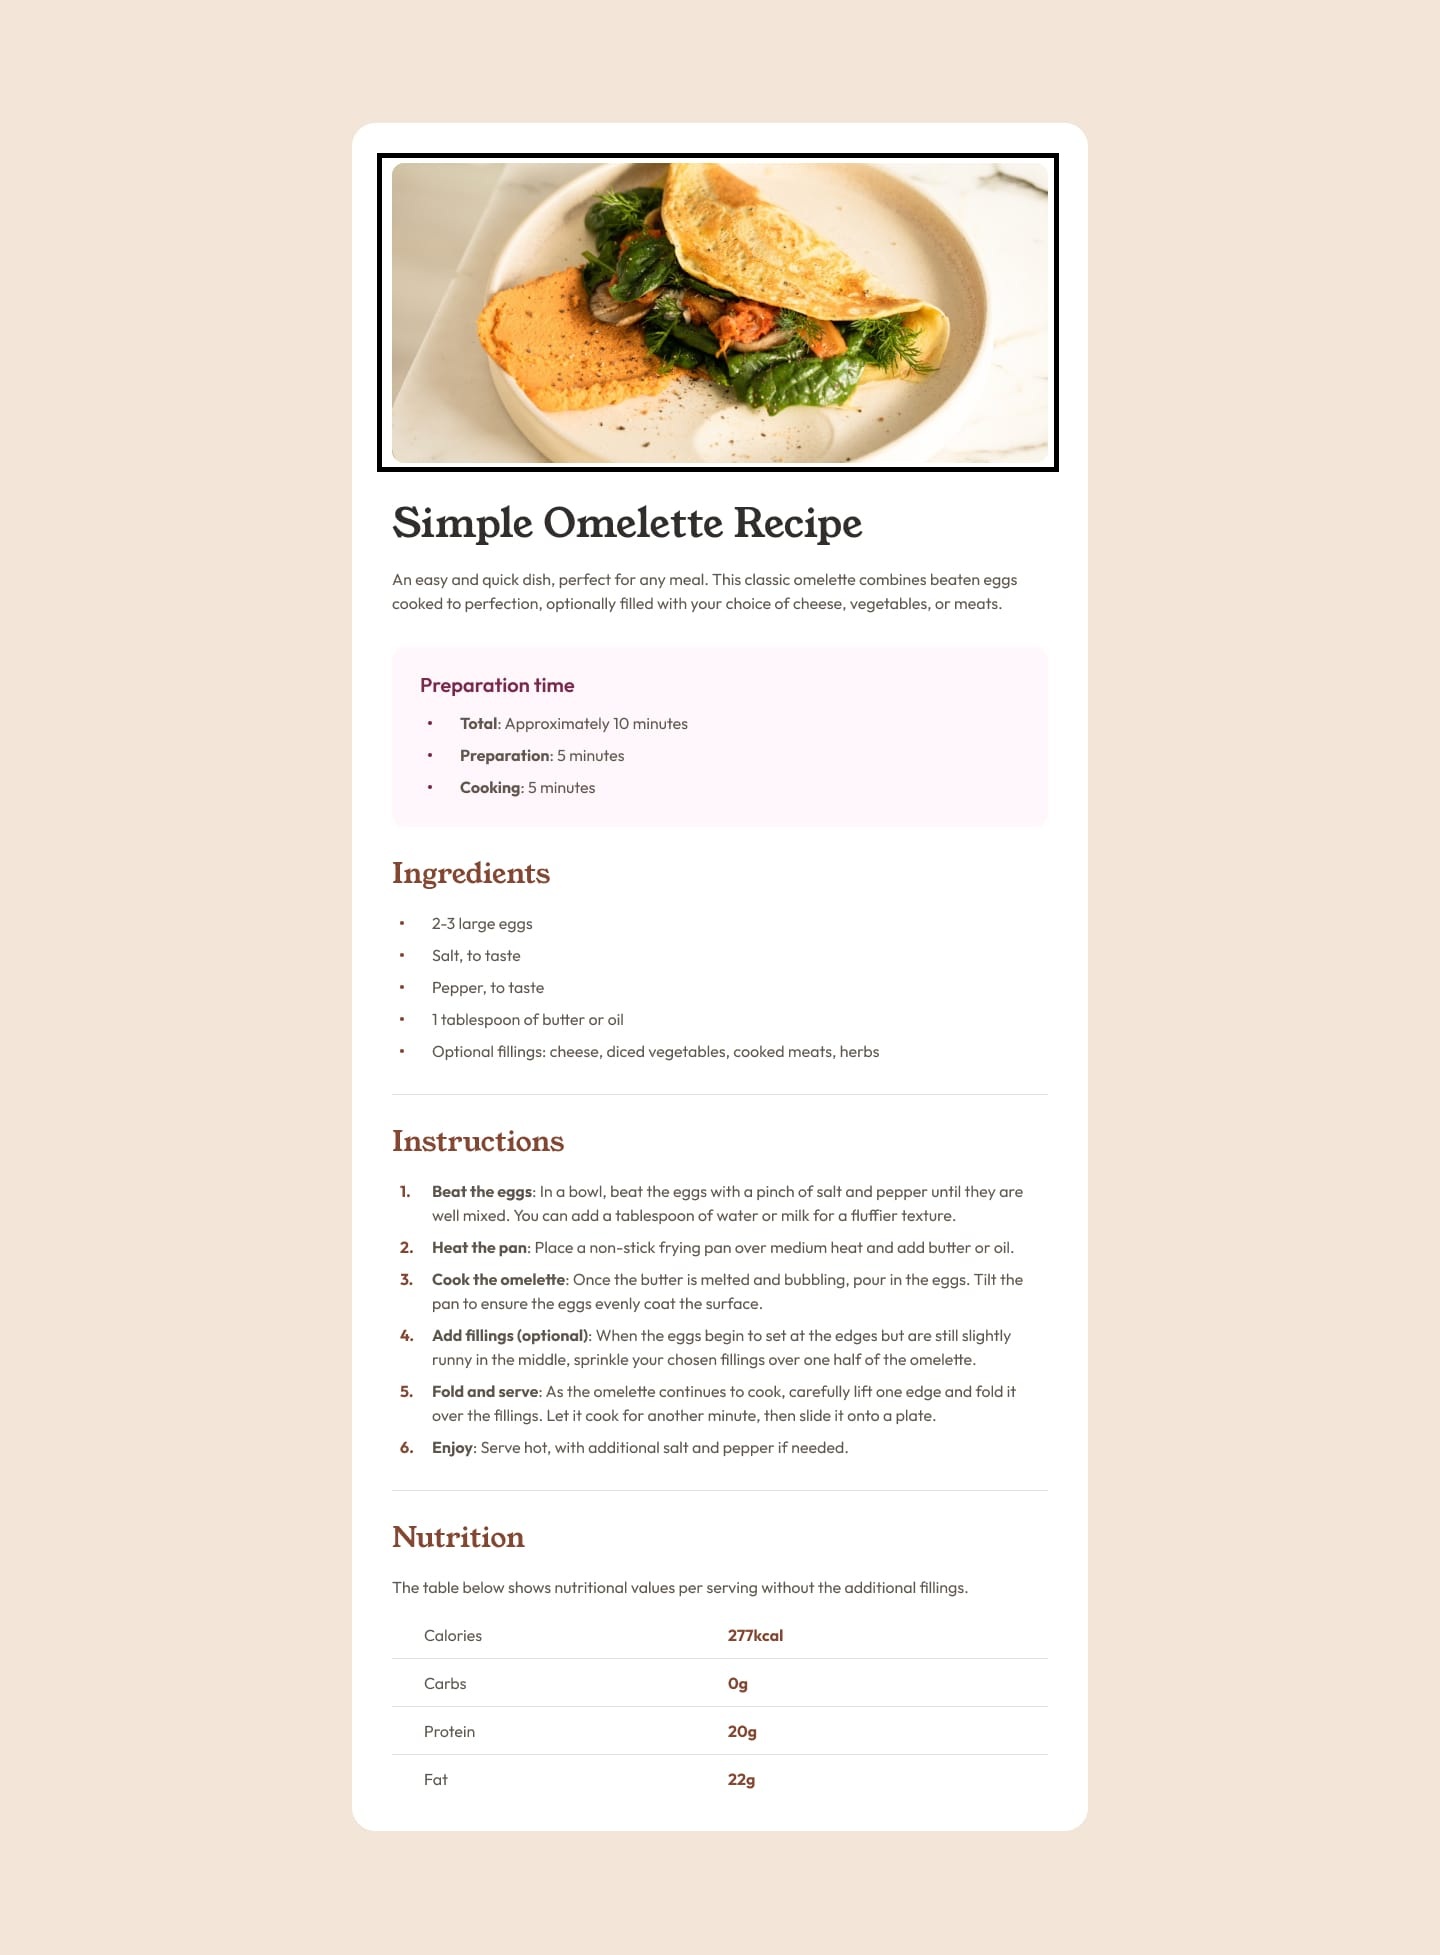 Simple Omelette Recipe
An easy and quick dish, perfect for any meal. This classic omelette combines beaten eggs
cooked to perfection, optionally filled with your choice of cheese, vegetables, or meats.
Preparation time
• Total: Approximately 10 minutes
• Preparation: 5 minutes
• Cooking: 5 minutes
Ingredients
• 2-3 large eggs
• Salt, to taste
• Pepper, to taste
• 1 tablespoon of butter or oil
• Optional fillings: cheese, diced vegetables, cooked meats, herbs
Instructions
1. Beat the eggs: In a bowl, beat the eggs with a pinch of salt and pepper until they are
well mixed. You can add a tablespoon of water or milk for a fluffier texture.
2. Heat the pan: Place a non-stick frying pan over medium heat and add butter or oil.
3. Cook the omelette: Once the butter is melted and bubbling, pour in the eggs. Tilt the
pan to ensure the eggs evenly coat the surface.
4. Add fillings (optional): When the eggs begin to set at the edges but are still slightly
runny in the middle, sprinkle your chosen fillings over one half of the omelette.
5. Fold and serve: As the omelette continues to cook, carefully lift one edge and fold it
over the fillings. Let it cook for another minute, then slide it onto a plate.
6. Enjoy: Serve hot, with additional salt and pepper if needed.
Nutrition
The table below shows nutritional values per serving without the additional fillings.
Calories 277kcal
Carbs 0g
Protein 20g
Fat 22g